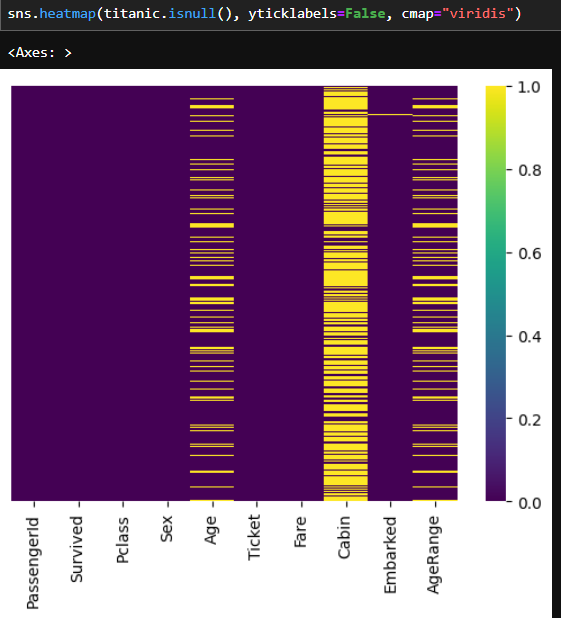 sns.heatmap(titanic.isnull(), yticklabels=False, cmap="viridis")
<Axes: >
1.0
0.8
0.6
0.4
0.2
0.0
PassengerId
Survived
Pclass
Sex
Age
Ticket
Fare
Cabin
Embarked
AgeRange